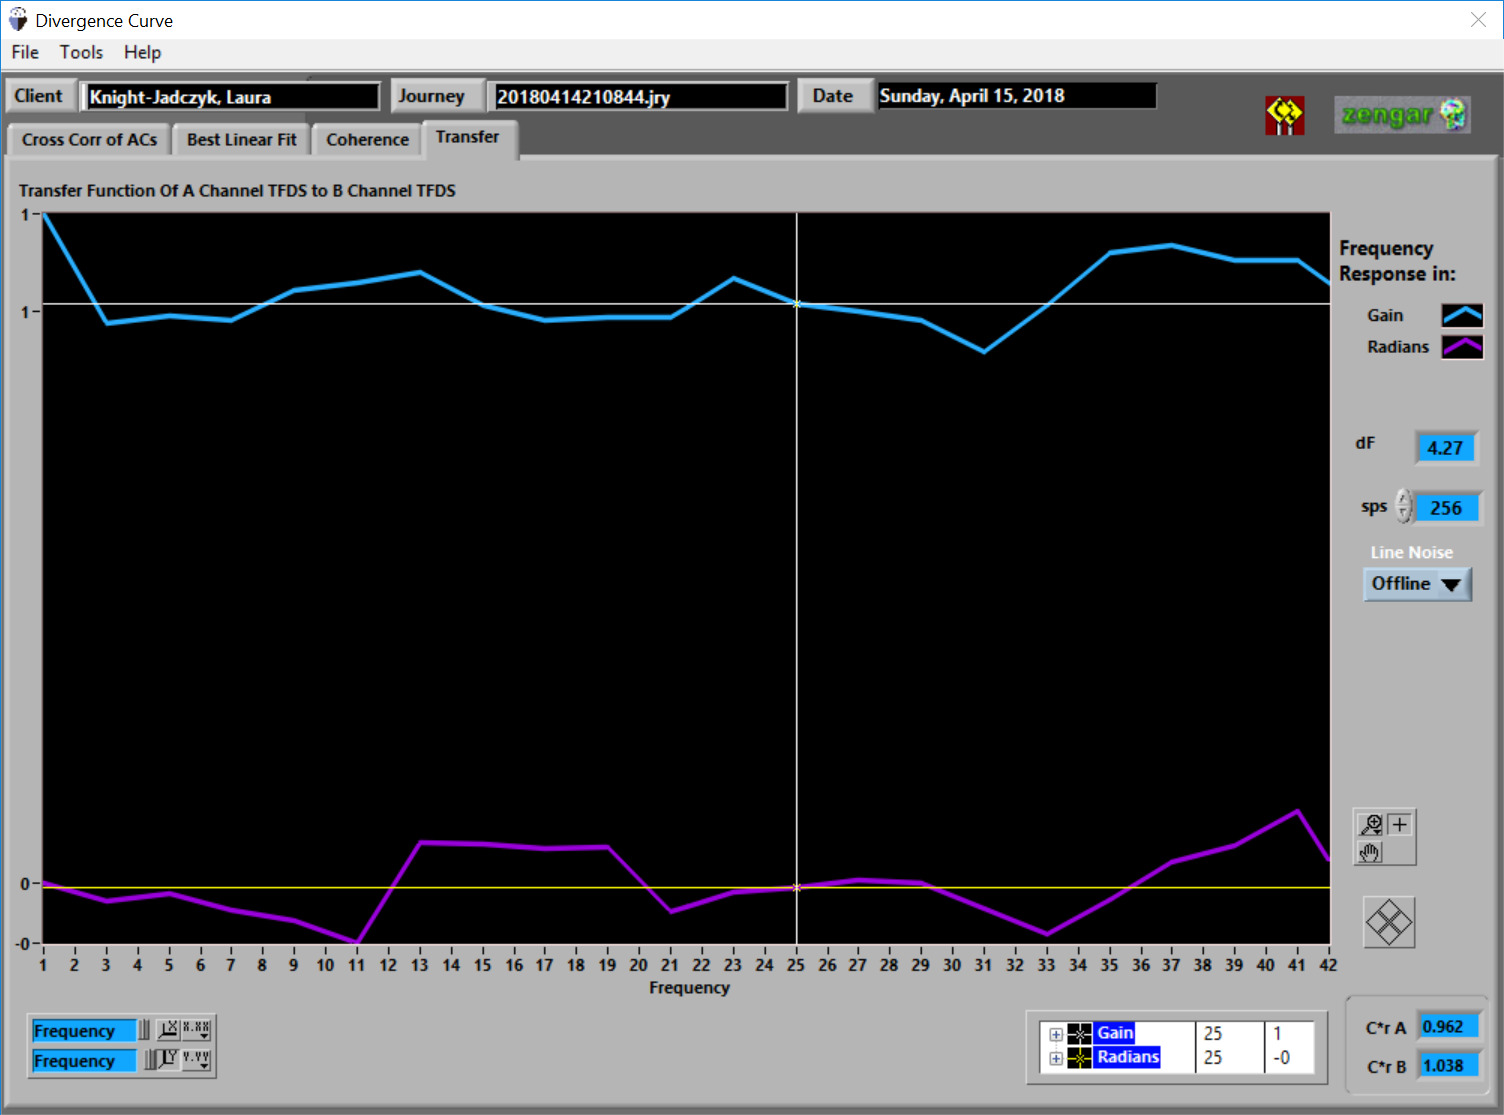 Divergence Curve
File Tools Help
Client Knight-Jadczyk, Laura Journey 20180414210844.jry Date Sunday, April 15, 2018
zengar
Cross Corr of ACs Best Linear Fit Coherence Transfer
Transfer Function Of A Channel TFDS to B Channel TFDS
1
1
0
-0
1 2 3 4 5 6 7 8 9 10 11 12 13 14 15 16 17 18 19 20 21 22 23 24 25 26 27 28 29 30 31 32 33 34 35 36 37 38 39 40 41 42
Frequency
Frequency
Response in:
Gain
Radians
dF 4.27
sps 256
Line Noise
Offline
Frequency X X.XX
Frequency Y Y.YY
Gain 25 1
Radians 25 -0
C*r A 0.962
C*r B 1.038